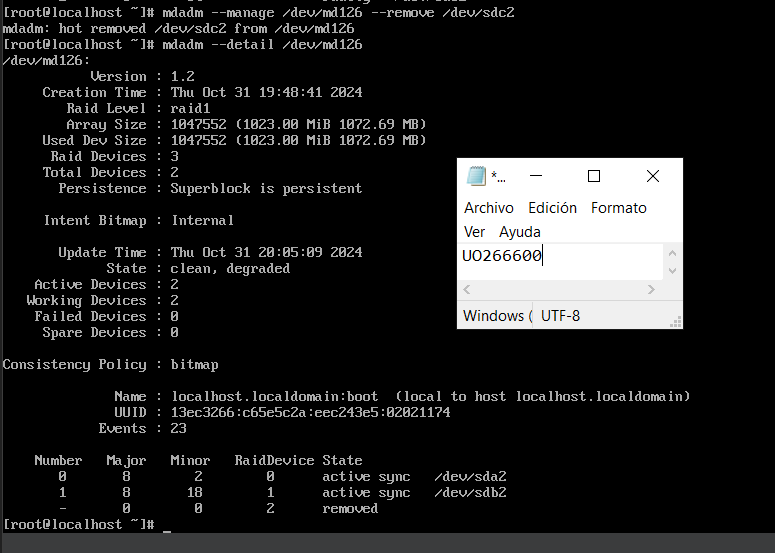 [root@localhost ~]# mdadm --manage /dev/md126 --remove /dev/sdc2
mdadm: hot removed /dev/sdc2 from /dev/md126
[root@localhost ~]# mdadm --detail /dev/md126
/dev/md126:
Version : 1.2
Creation Time : Thu Oct 31 19:48:41 2024
Raid Level : raid1
Array Size : 1047552 (1023.00 MiB 1072.69 MB)
Used Dev Size : 1047552 (1023.00 MiB 1072.69 MB)
Raid Devices : 3
Total Devices : 2
Persistence : Superblock is persistent
Intent Bitmap : Internal
Update Time : Thu Oct 31 20:05:09 2024
State : clean, degraded
Active Devices : 2
Working Devices : 2
Failed Devices : 0
Spare Devices : 0
Consistency Policy : bitmap
Name : localhost.localdomain:boot (local to host localhost.localdomain)
UUID : 13ec3266:c65e5c2a:eec243e5:02021174
Events : 23
Number Major Minor RaidDevice State
0 8 2 0 active sync /dev/sda2
1 8 18 1 active sync /dev/sdb2
- 0 0 2 removed
[root@localhost ~]# _
*...
Archivo Edición Formato
Ver Ayuda
UO266600
Windows ( UTF-8